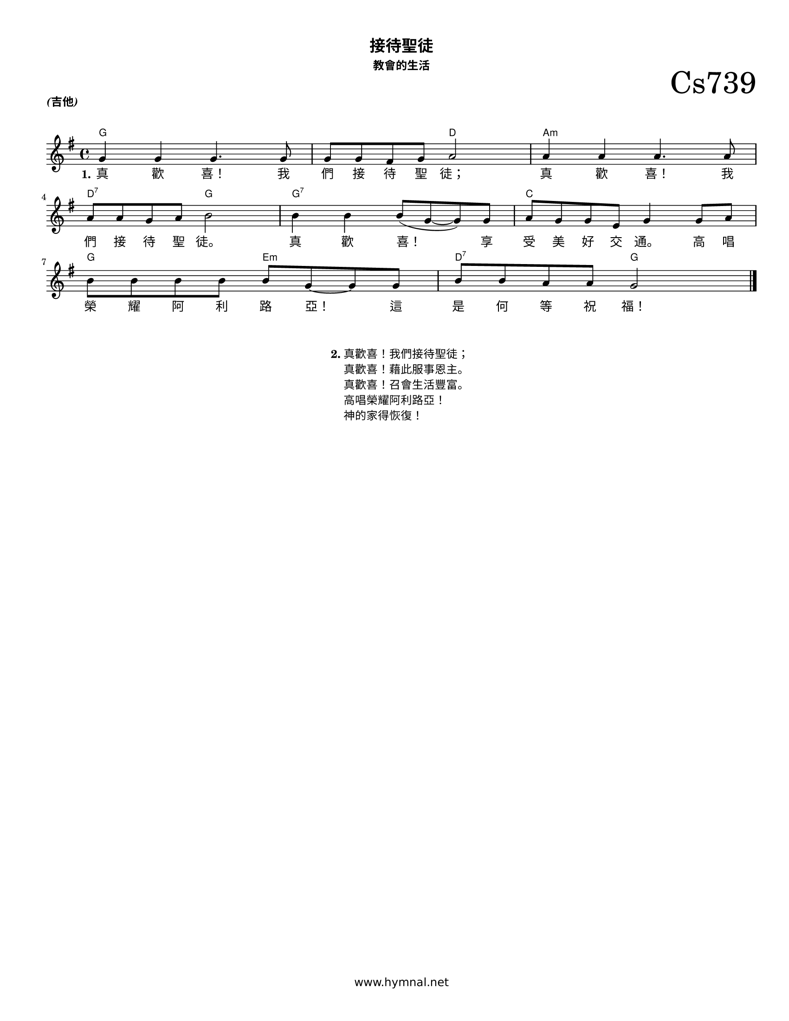 接待聖徒
教會的生活
Cs739
(吉他)
G D Am
1. 真 歡 喜！ 我 們 接 待 聖 徒； 真 歡 喜！ 我
4 D7 G G7 C
們 接 待 聖 徒。 真 歡 喜！ 享 受 美 好 交 通。 高 唱
7 G Em D7 G
榮 耀 阿 利 路 亞！ 這 是 何 等 祝 福！
2. 真歡喜！我們接待聖徒；
真歡喜！藉此服事恩主。
真歡喜！召會生活豐富。
高唱榮耀阿利路亞！
神的家得恢復！
www.hymnal.net